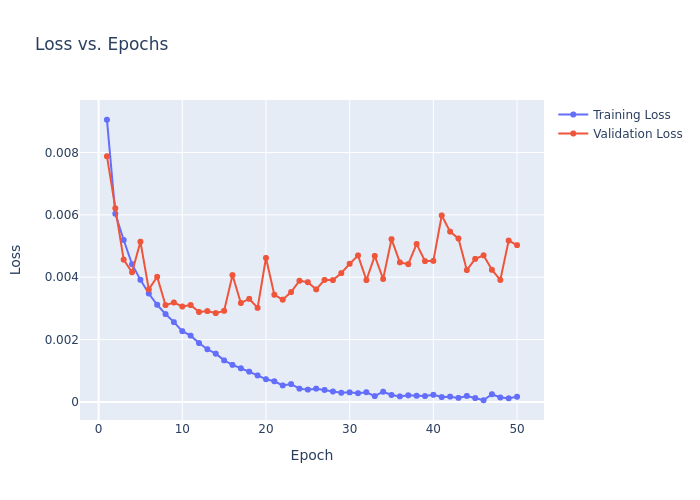 Loss vs. Epochs
Training Loss
Validation Loss
0.008
0.006
0.004
0.002
0
0 10 20 30 40 50
Loss
Epoch